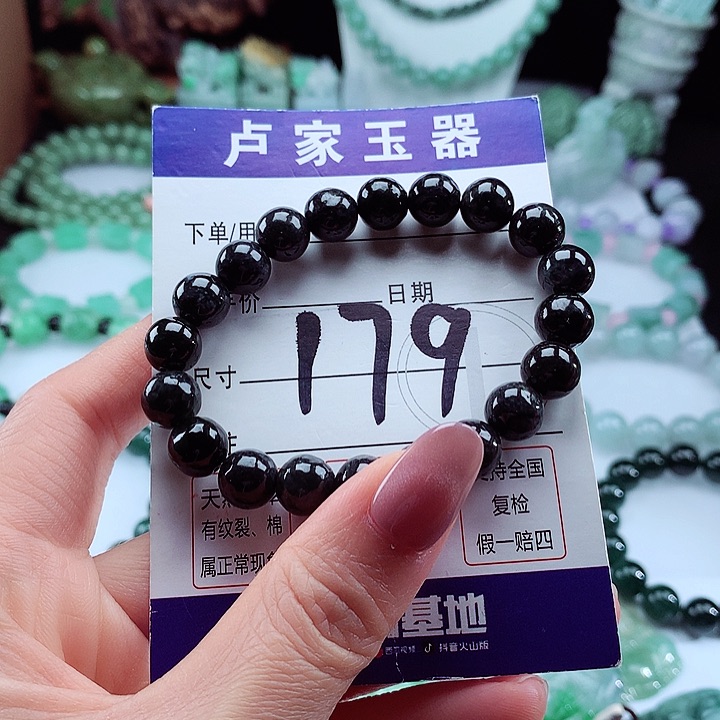 卢家玉器
下单/用
价
日期
179
尺寸
天然
有纹裂、棉
属正常现
支持全国
复检
假一赔四
基地
抖音火山版